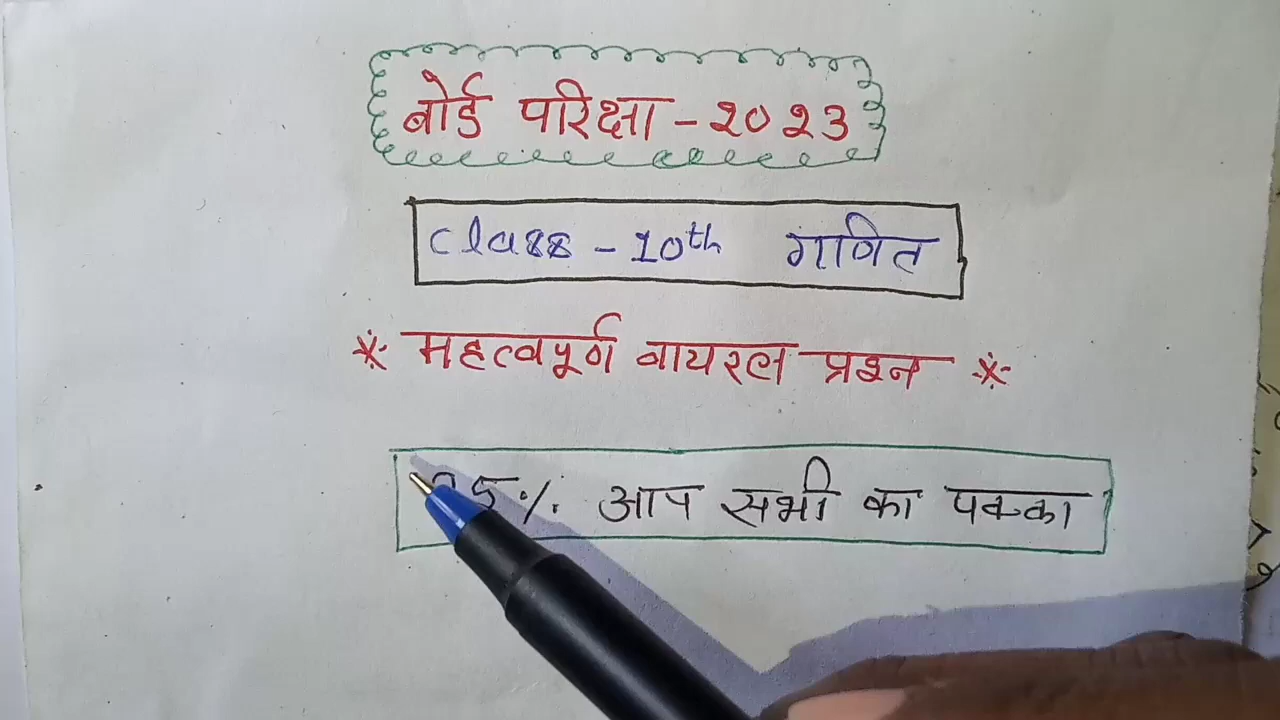 बोर्ड परिक्षा - २०२३
Class - 10th गणित
* महत्वपूर्ण वायरल प्रश्न *
आप सभी का पक्का